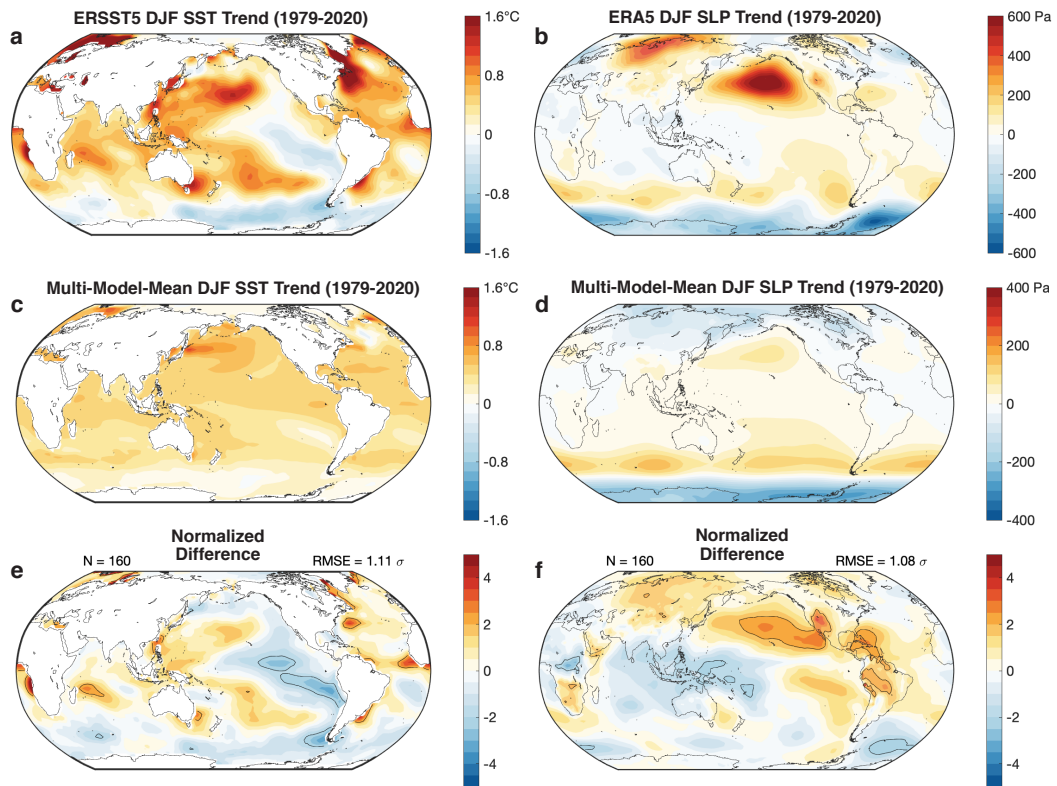 a
ERSST5 DJF SST Trend (1979-2020)
1.6°C
0.8
0
-0.8
-1.6
b
ERA5 DJF SLP Trend (1979-2020)
600 Pa
400
200
0
-200
-400
-600
c
Multi-Model-Mean DJF SST Trend (1979-2020)
1.6°C
0.8
0
-0.8
-1.6
d
Multi-Model-Mean DJF SLP Trend (1979-2020)
400 Pa
200
0
-200
-400
e
Normalized
Difference
N = 160
RMSE = 1.11 σ
4
2
0
-2
-4
f
Normalized
Difference
N = 160
RMSE = 1.08 σ
4
2
0
-2
-4